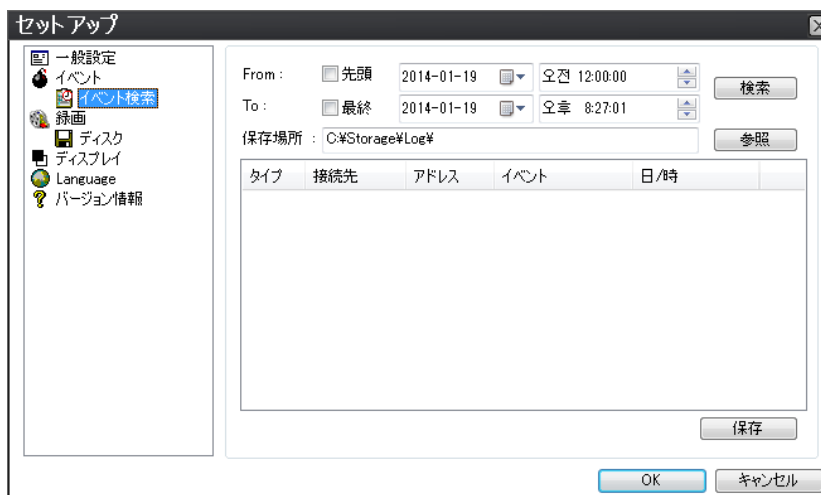 セットアップ
一般設定
イベント
イベント検索
録画
ディスク
ディスプレイ
Language
バージョン情報
From : 先頭 2014-01-19 오전 12:00:00 検索
To : 最終 2014-01-19 오후 8:27:01
保存場所 : C:¥Storage¥Log¥ 参照
タイプ 接続先 アドレス イベント 日/時
保存
OK キャンセル